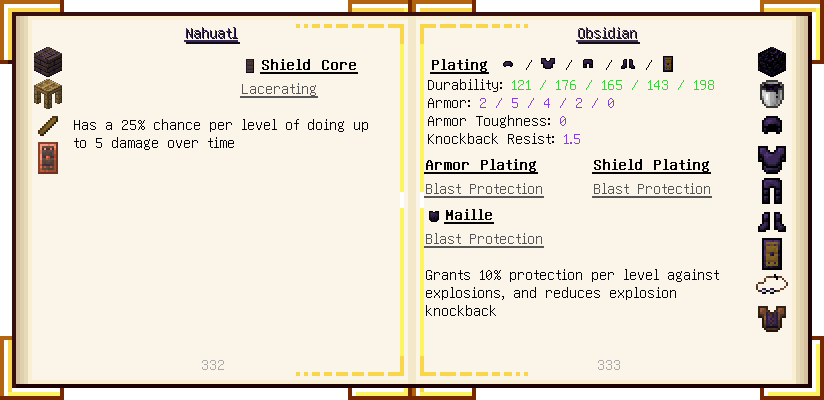 Nahuatl
Shield Core
Lacerating
Has a 25% chance per level of doing up
to 5 damage over time
332
Obsidian
Plating / / / /
Durability: 121 / 176 / 165 / 143 / 198
Armor: 2 / 5 / 4 / 2 / 0
Armor Toughness: 0
Knockback Resist: 1.5
Armor Plating Shield Plating
Blast Protection Blast Protection
Maille
Blast Protection
Grants 10% protection per level against
explosions, and reduces explosion
knockback
333